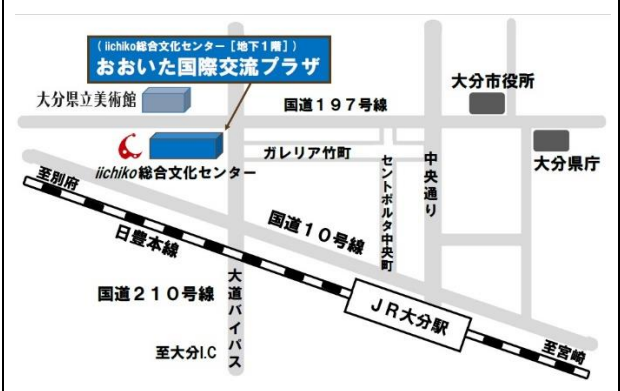 (iichiko総合文化センター[地下1階])
おおいた国際交流プラザ
大分県立美術館
国道197号線
大分市役所
大分県庁
iichiko総合文化センター
ガレリア竹町
セントポルタ中央町
中央通り
至別府
日豊本線
国道10号線
国道210号線
大道バイパス
JR大分駅
至大分I.C
至宮崎